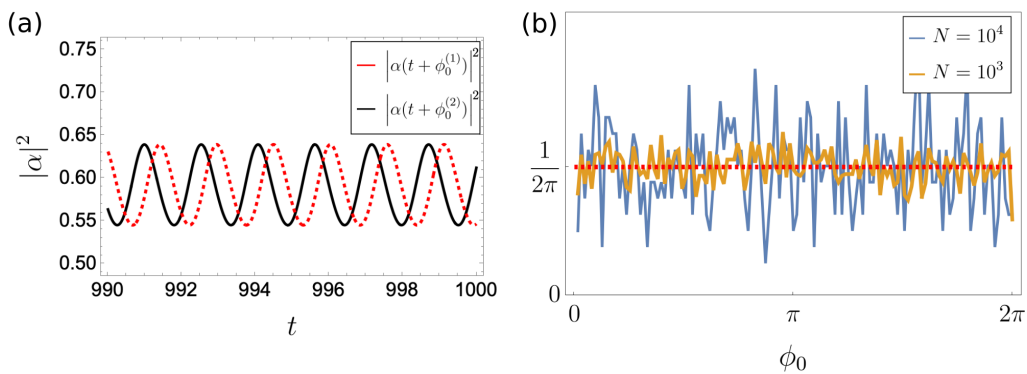 (a)
0.75
0.70
0.65
0.60
0.55
0.50
|α|²
990 992 994 996 998 1000
t
|α(t + ϕ₀⁽¹⁾)|²
|α(t + ϕ₀⁽²⁾)|²
(b)
N = 10⁴
N = 10³
1
2π
0
0 π 2π
ϕ₀